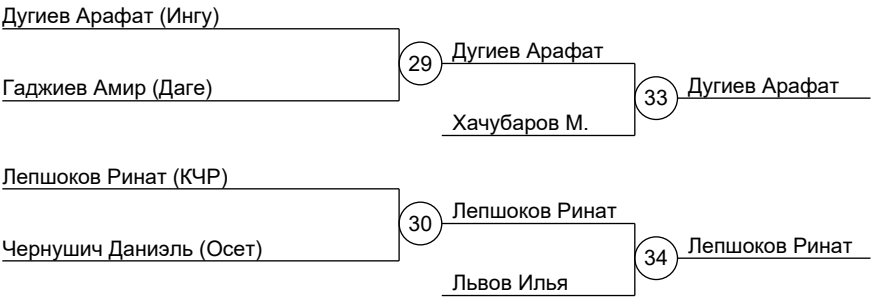 Дугиев Арафат (Ингу)
Гаджиев Амир (Даге)
29
Дугиев Арафат
Хачубаров М.
33
Дугиев Арафат
Лепшоков Ринат (КЧР)
Чернушич Даниэль (Осет)
30
Лепшоков Ринат
Львов Илья
34
Лепшоков Ринат